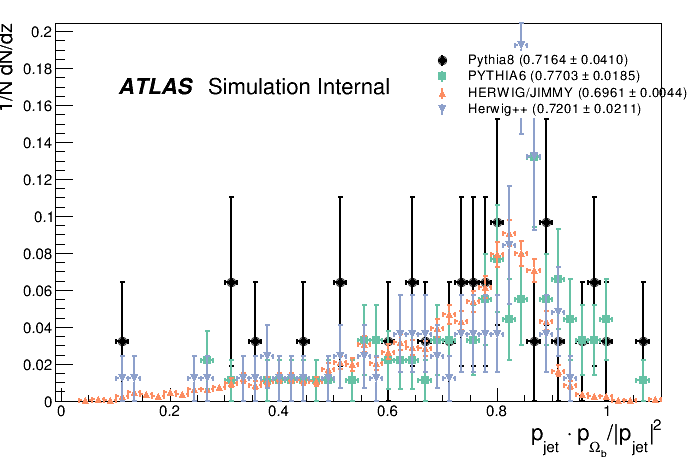 1/N dN/dz
ATLAS Simulation Internal
Pythia8 (0.7164 ± 0.0410)
PYTHIA6 (0.7703 ± 0.0185)
HERWIG/JIMMY (0.6961 ± 0.0044)
Herwig++ (0.7201 ± 0.0211)
0.2
0.18
0.16
0.14
0.12
0.1
0.08
0.06
0.04
0.02
0
0 0.2 0.4 0.6 0.8 1
p_jet · p_Ω_b/|p_jet|²